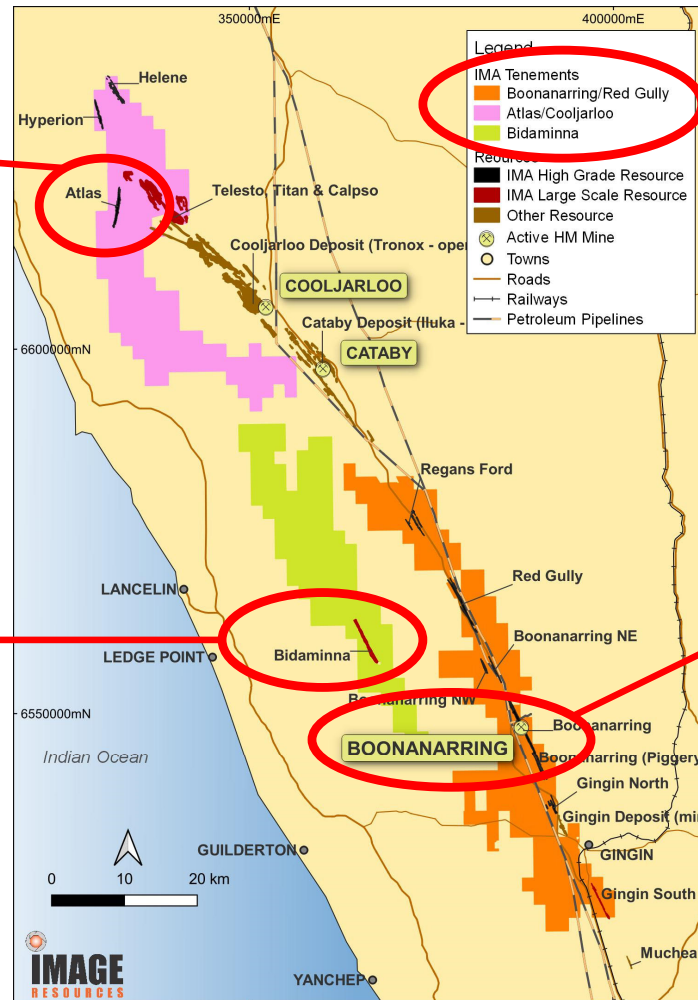 350000mE
400000mE
Legend
IMA Tenements
Boonanarring/Red Gully
Atlas/Cooljarloo
Bidaminna
Resources
IMA High Grade Resource
IMA Large Scale Resource
Other Resource
Active HM Mine
Towns
Roads
Railways
Petroleum Pipelines
Helene
Hyperion
Atlas
Telesto, Titan & Calpso
Cooljarloo Deposit (Tronox - ope
COOLJARLOO
Cataby Deposit (Iluka -
6600000mN
CATABY
Regans Ford
Red Gully
LANCELIN
Boonanarring NE
LEDGE POINT
Bidaminna
Boonanarring NW
6550000mN
Boonanarring
BOONANARRING
Indian Ocean
Boonanarring (Piggery
Gingin North
Gingin Deposit (mi
GUILDERTON
GINGIN
0 10 20 km
Gingin South
IMAGE
RESOURCES
Muchea
YANCHEP